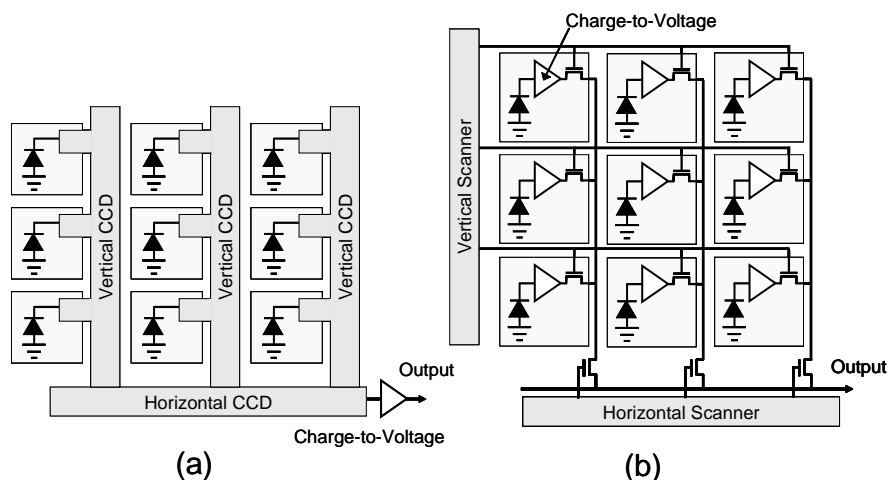 Vertical CCD
Vertical CCD
Vertical CCD
Horizontal CCD
Output
Charge-to-Voltage
(a)
Charge-to-Voltage
Vertical Scanner
Output
Horizontal Scanner
(b)